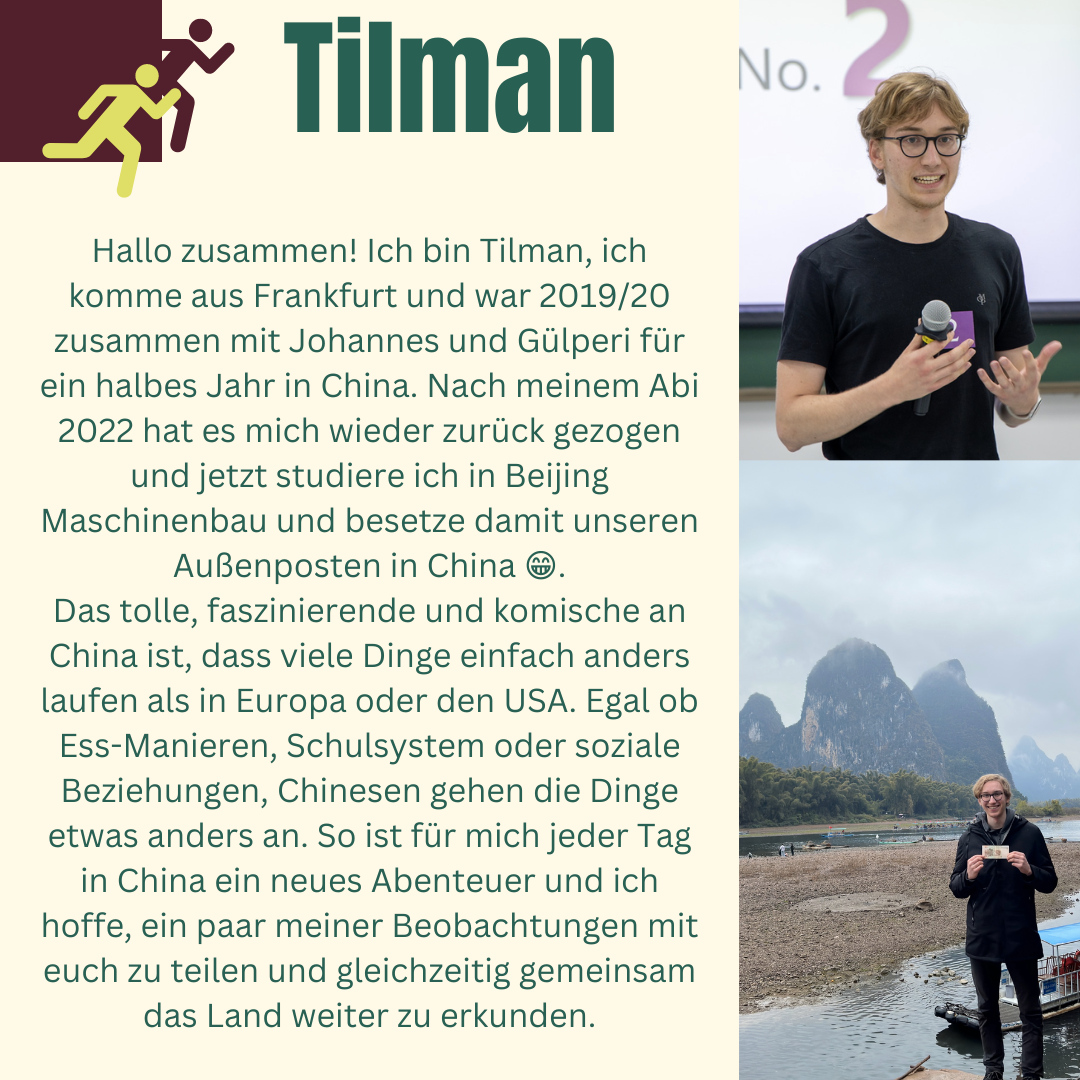 Tilman
No. 2
Hallo zusammen! Ich bin Tilman, ich
komme aus Frankfurt und war 2019/20
zusammen mit Johannes und Gülperi für
ein halbes Jahr in China. Nach meinem Abi
2022 hat es mich wieder zurück gezogen
und jetzt studiere ich in Beijing
Maschinenbau und besetze damit unseren
Außenposten in China 😁.
Das tolle, faszinierende und komische an
China ist, dass viele Dinge einfach anders
laufen als in Europa oder den USA. Egal ob
Ess-Manieren, Schulsystem oder soziale
Beziehungen, Chinesen gehen die Dinge
etwas anders an. So ist für mich jeder Tag
in China ein neues Abenteuer und ich
hoffe, ein paar meiner Beobachtungen mit
euch zu teilen und gleichzeitig gemeinsam
das Land weiter zu erkunden.